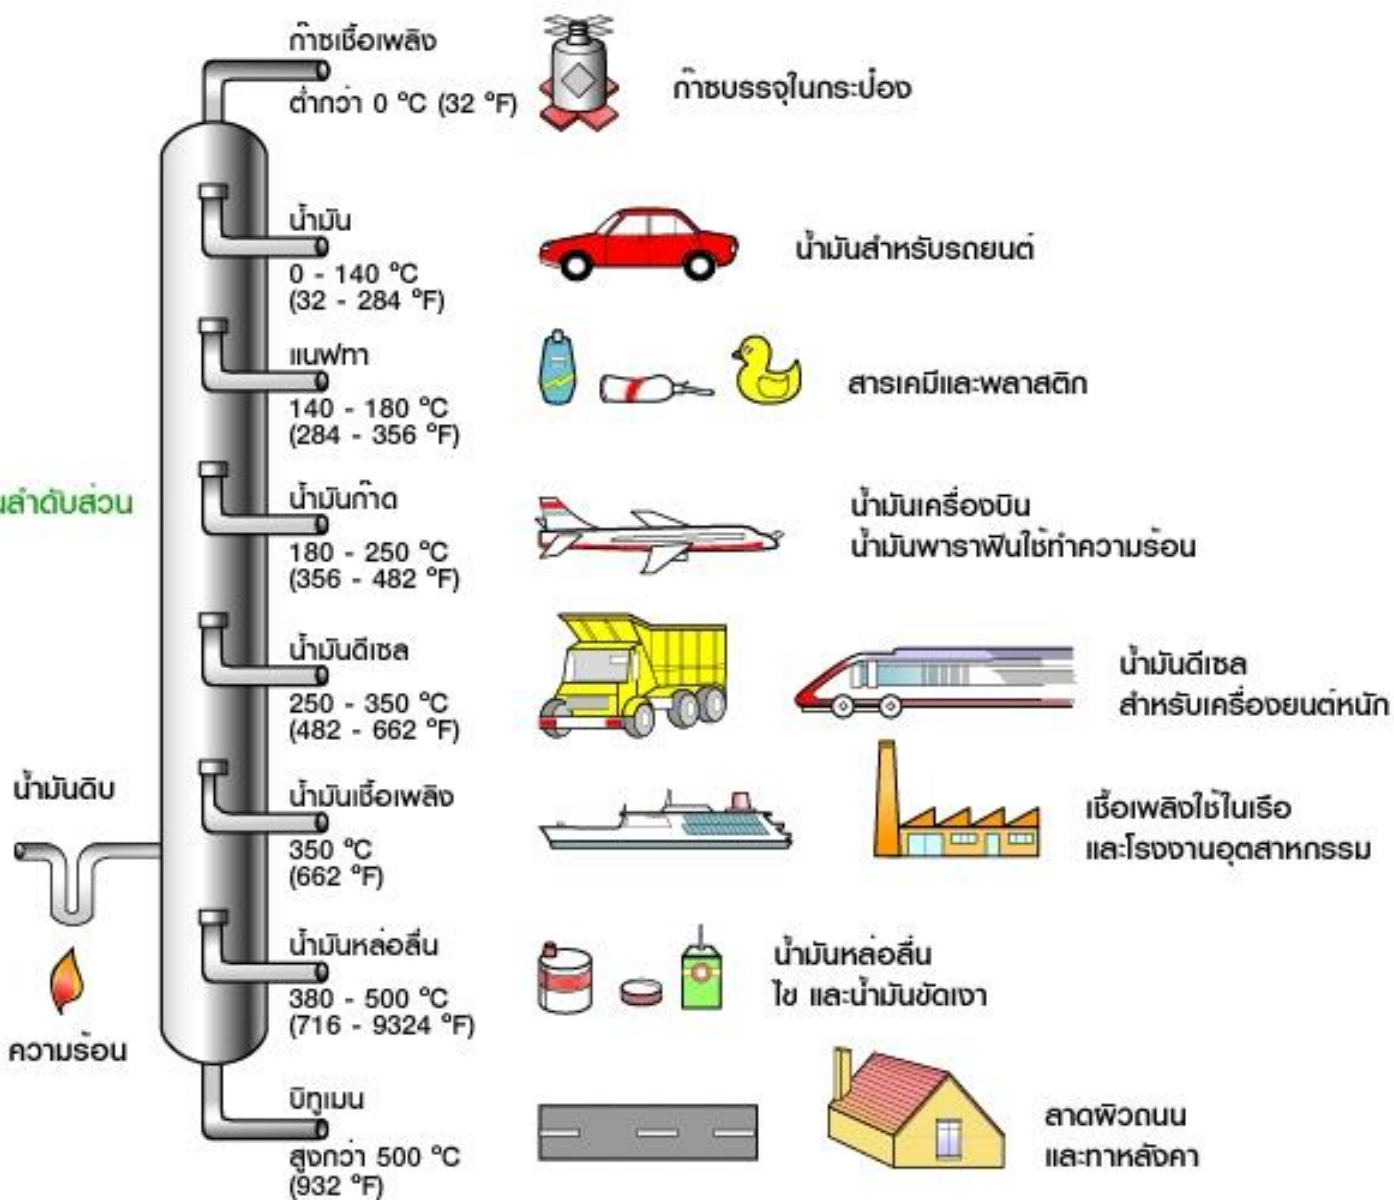 ก๊าซเชื้อเพลิง
ต่ำกว่า 0 °C (32 °F)
ก๊าซบรรจุในกระป๋อง
น้ำมัน
0 - 140 °C
(32 - 284 °F)
น้ำมันสำหรับรถยนต์
แนฟทา
140 - 180 °C
(284 - 356 °F)
สารเคมีและพลาสติก
นลำดับส่วน
น้ำมันก๊าด
180 - 250 °C
(356 - 482 °F)
น้ำมันเครื่องบิน
น้ำมันพาราฟินใช้ทำความร้อน
น้ำมันดีเซล
250 - 350 °C
(482 - 662 °F)
น้ำมันดีเซล
สำหรับเครื่องยนต์หนัก
น้ำมันดิบ
น้ำมันเชื้อเพลิง
350 °C
(662 °F)
เชื้อเพลิงใช้ในเรือ
และโรงงานอุตสาหกรรม
ความร้อน
น้ำมันหล่อลื่น
380 - 500 °C
(716 - 9324 °F)
น้ำมันหล่อลื่น
ไข และน้ำมันขัดเงา
บิทูเมน
สูงกว่า 500 °C
(932 °F)
ลาดผิวถนน
และทาหลังคา